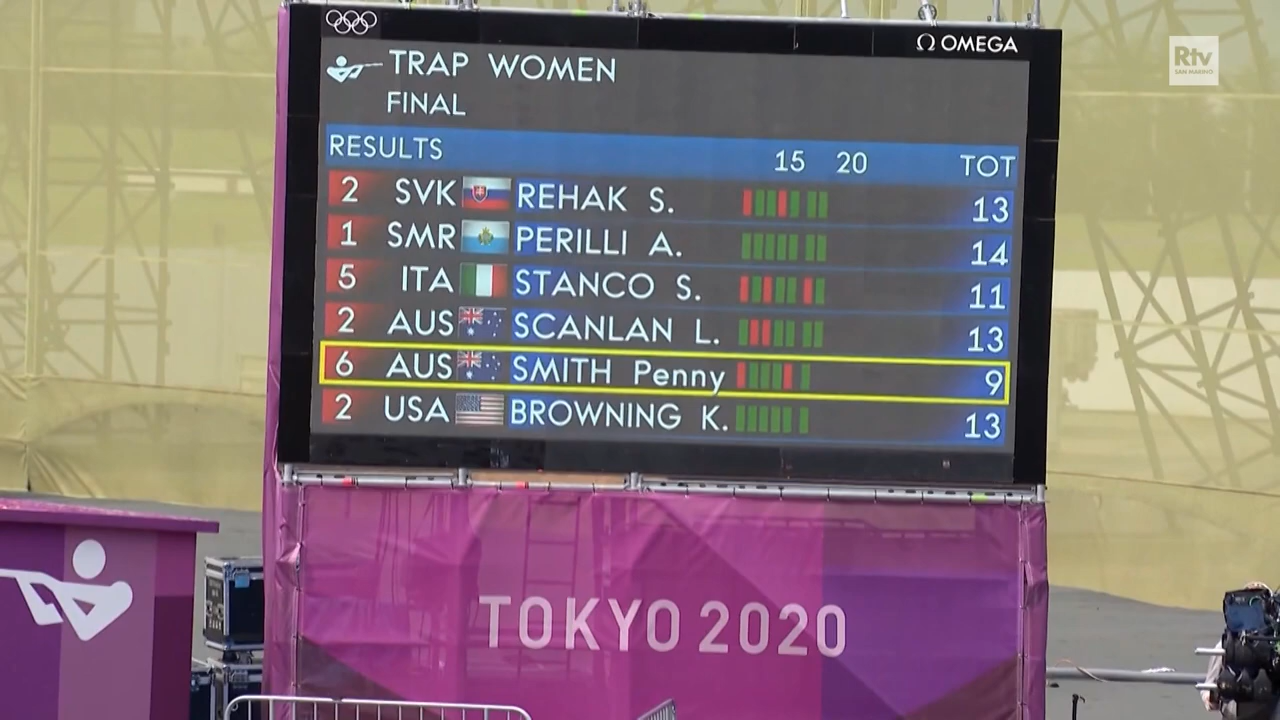 Ω OMEGA
Rtv
SAN MARINO
TRAP WOMEN
FINAL
RESULTS 15 20 TOT
2 SVK REHAK S. 13
1 SMR PERILLI A. 14
5 ITA STANCO S. 11
2 AUS SCANLAN L. 13
6 AUS SMITH Penny 9
2 USA BROWNING K. 13
TOKYO 2020